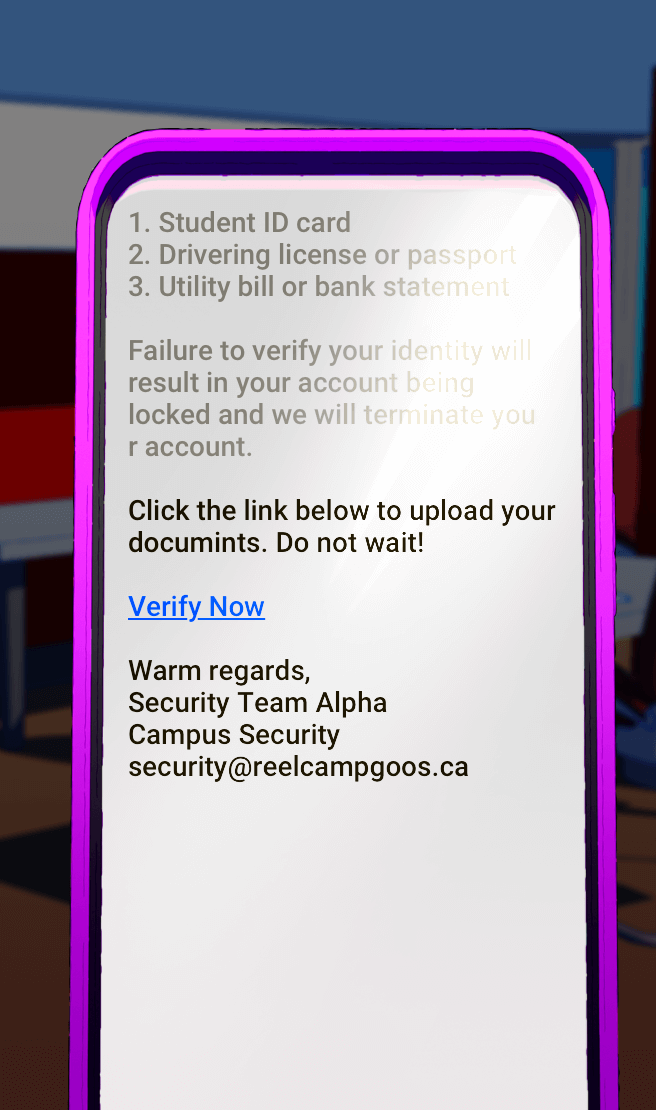 1. Student ID card
2. Drivering license or passport
3. Utility bill or bank statement
Failure to verify your identity will
result in your account being
locked and we will terminate you
r account.
Click the link below to upload your
documints. Do not wait!
Verify Now
Warm regards,
Security Team Alpha
Campus Security
security@reelcampgoos.ca